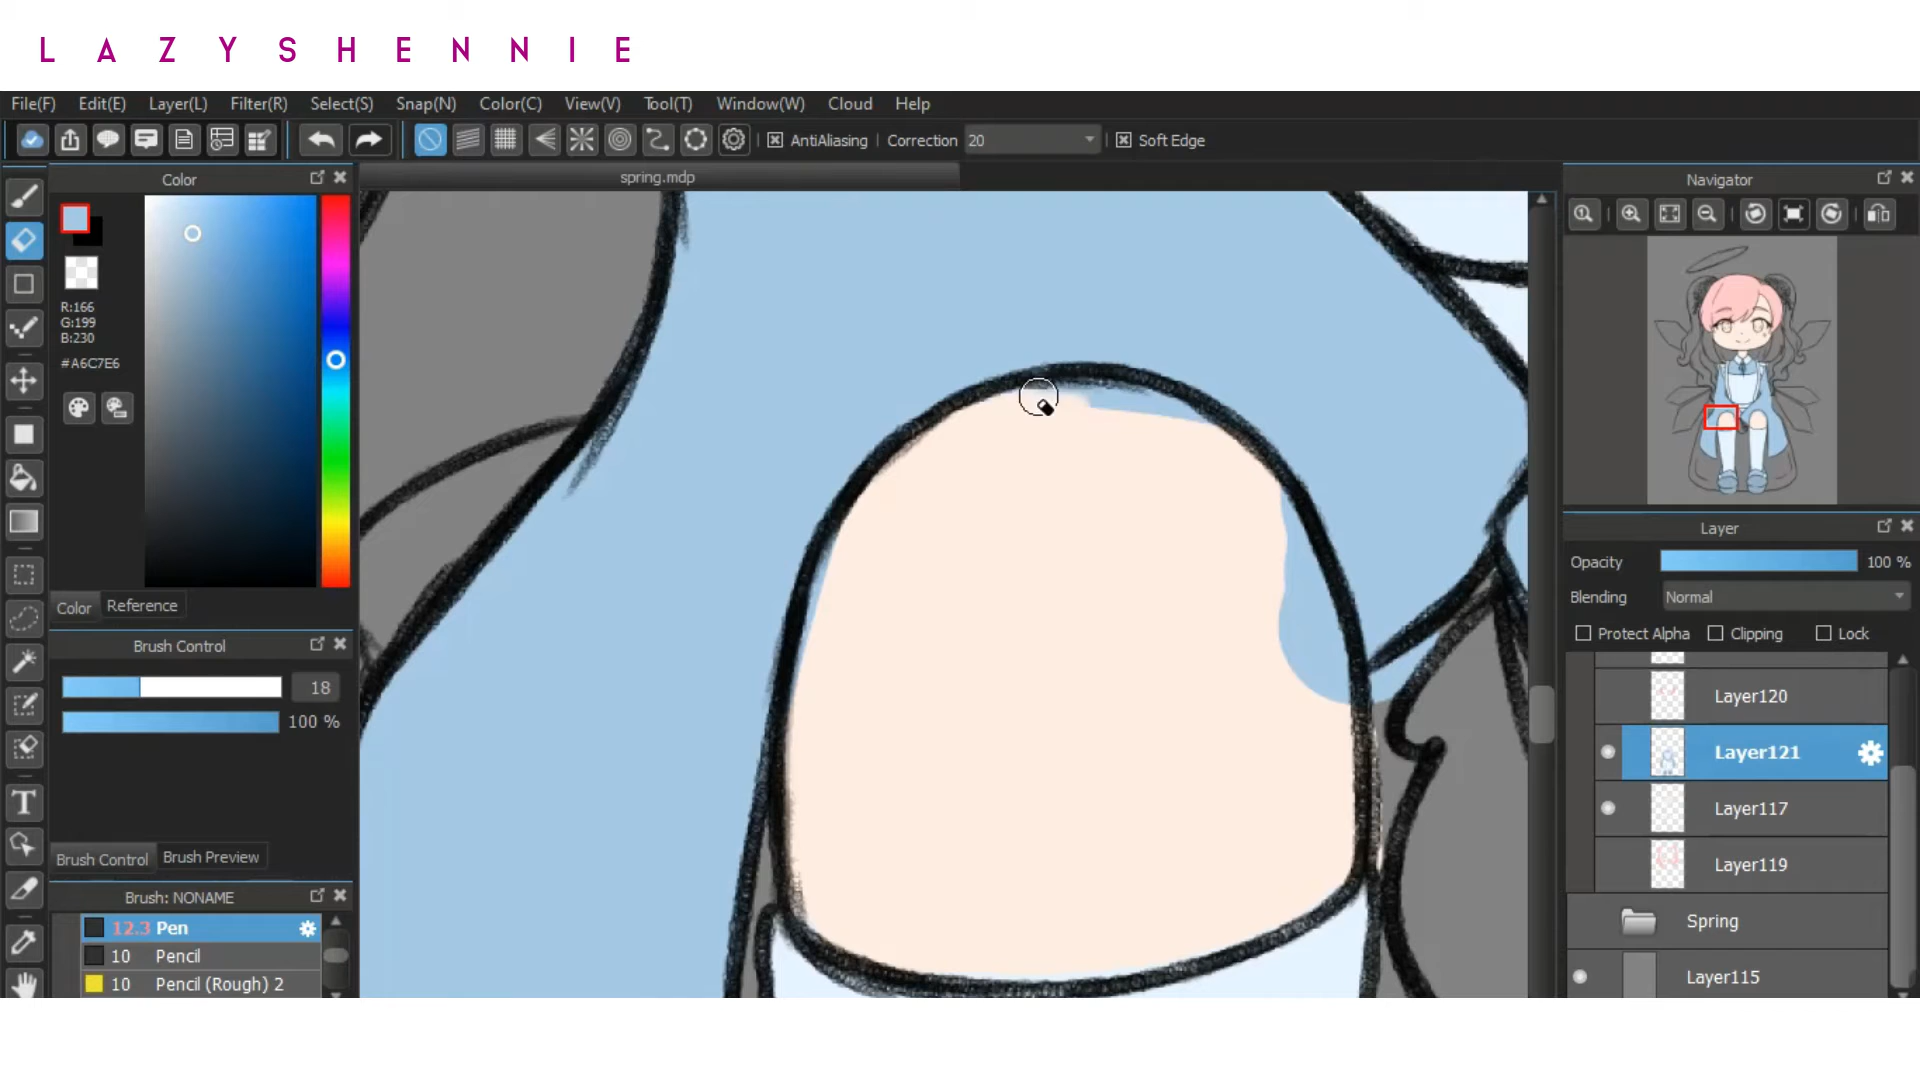 LAZYSHENNIE
File(F) Edit(E) Layer(L) Filter(R) Select(S) Snap(N) Color(C) View(V) Tool(T) Window(W) Cloud Help
AntiAliasing Correction 20 Soft Edge
Color
spring.mdp
Navigator
R:166
G:199
B:230
#A6C7E6
Color Reference
Brush Control
18
100 %
Brush Control Brush Preview
Brush: NONAME
12.3 Pen
10 Pencil
10 Pencil (Rough) 2
Layer
Opacity 100 %
Blending Normal
Protect Alpha Clipping Lock
Layer120
Layer121
Layer117
Layer119
Spring
Layer115